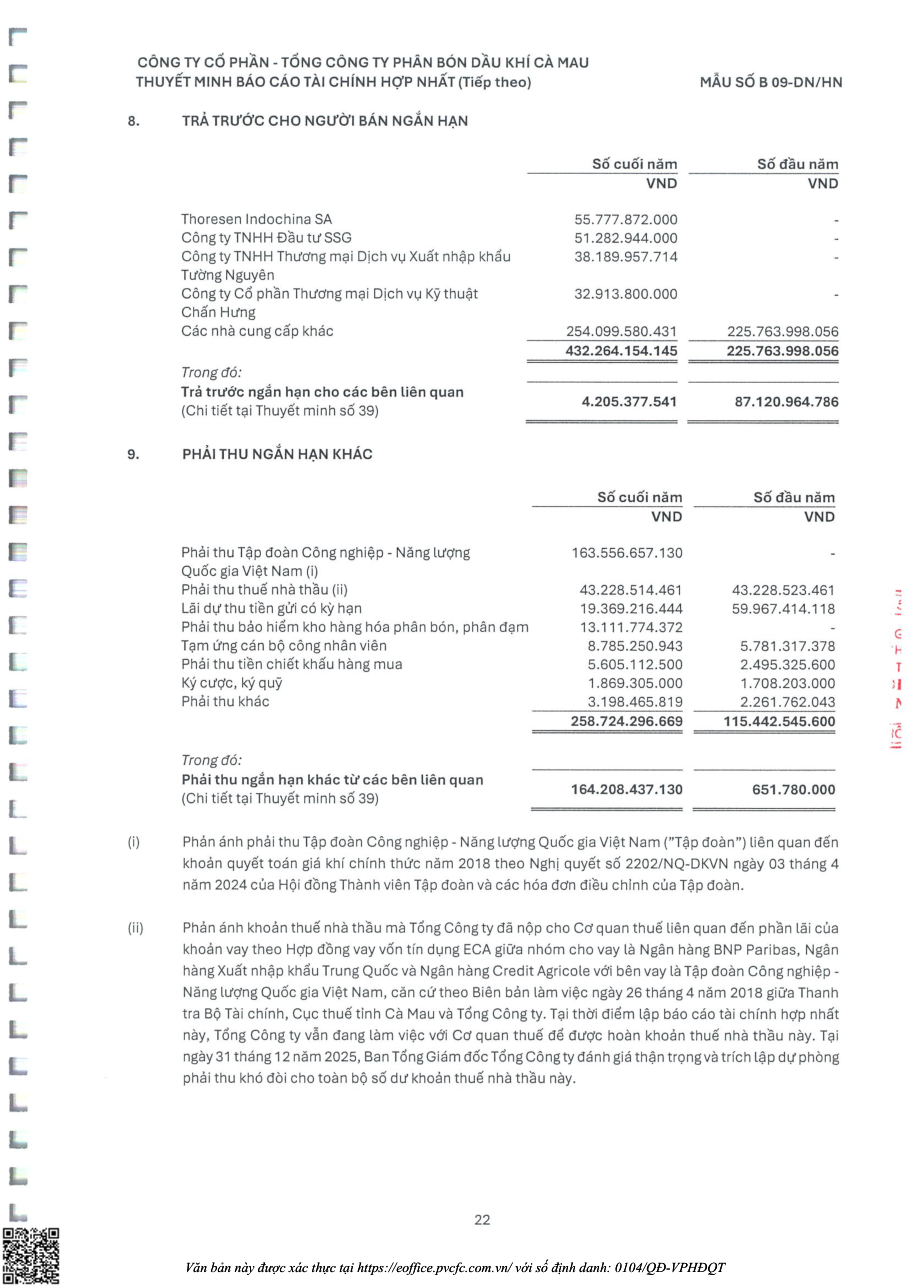 CÔNG TY CỔ PHẦN - TỔNG CÔNG TY PHÂN BÓN DẦU KHÍ CÀ MAU
THUYẾT MINH BÁO CÁO TÀI CHÍNH HỢP NHẤT (Tiếp theo) MẪU SỐ B 09-DN/HN
8. TRẢ TRƯỚC CHO NGƯỜI BÁN NGẮN HẠN
Số cuối năm Số đầu năm
VND VND
Thoresen Indochina SA 55.777.872.000 -
Công ty TNHH Đầu tư SSG 51.282.944.000 -
Công ty TNHH Thương mại Dịch vụ Xuất nhập khẩu 38.189.957.714 -
Tường Nguyên
Công ty Cổ phần Thương mại Dịch vụ Kỹ thuật 32.913.800.000 -
Chấn Hưng
Các nhà cung cấp khác 254.099.580.431 225.763.998.056
432.264.154.145 225.763.998.056
Trong đó:
Trả trước ngắn hạn cho các bên liên quan
4.205.377.541 87.120.964.786
(Chi tiết tại Thuyết minh số 39)
9. PHẢI THU NGẮN HẠN KHÁC
Số cuối năm Số đầu năm
VND VND
Phải thu Tập đoàn Công nghiệp - Năng lượng 163.556.657.130 -
Quốc gia Việt Nam (i)
Phải thu thuế nhà thầu (ii) 43.228.514.461 43.228.523.461
Lãi dự thu tiền gửi có kỳ hạn 19.369.216.444 59.967.414.118
Phải thu bảo hiểm kho hàng hóa phân bón, phân đạm 13.111.774.372 -
Tạm ứng cán bộ công nhân viên 8.785.250.943 5.781.317.378
Phải thu tiền chiết khấu hàng mua 5.605.112.500 2.495.325.600
Ký cược, ký quỹ 1.869.305.000 1.708.203.000
Phải thu khác 3.198.465.819 2.261.762.043
258.724.296.669 115.442.545.600
Trong đó:
Phải thu ngắn hạn khác từ các bên liên quan
164.208.437.130 651.780.000
(Chi tiết tại Thuyết minh số 39)
(i) Phản ánh phải thu Tập đoàn Công nghiệp - Năng lượng Quốc gia Việt Nam ("Tập đoàn") liên quan đến
khoản quyết toán giá khí chính thức năm 2018 theo Nghị quyết số 2202/NQ-DKVN ngày 03 tháng 4
năm 2024 của Hội đồng Thành viên Tập đoàn và các hóa đơn điều chỉnh của Tập đoàn.
(ii) Phản ánh khoản thuế nhà thầu mà Tổng Công ty đã nộp cho Cơ quan thuế liên quan đến phần lãi của
khoản vay theo Hợp đồng vay vốn tín dụng ECA giữa nhóm cho vay là Ngân hàng BNP Paribas, Ngân
hàng Xuất nhập khẩu Trung Quốc và Ngân hàng Credit Agricole với bên vay là Tập đoàn Công nghiệp -
Năng lượng Quốc gia Việt Nam, căn cứ theo Biên bản làm việc ngày 26 tháng 4 năm 2018 giữa Thanh
tra Bộ Tài chính, Cục thuế tỉnh Cà Mau và Tổng Công ty. Tại thời điểm lập báo cáo tài chính hợp nhất
này, Tổng Công ty vẫn đang làm việc với Cơ quan thuế để được hoàn khoản thuế nhà thầu này. Tại
ngày 31 tháng 12 năm 2025, Ban Tổng Giám đốc Tổng Công ty đánh giá thận trọng và trích lập dự phòng
phải thu khó đòi cho toàn bộ số dư khoản thuế nhà thầu này.
22
Văn bản này được xác thực tại https://eoffice.pvcfc.com.vn/ với số định danh: 0104/QĐ-VPHĐQT